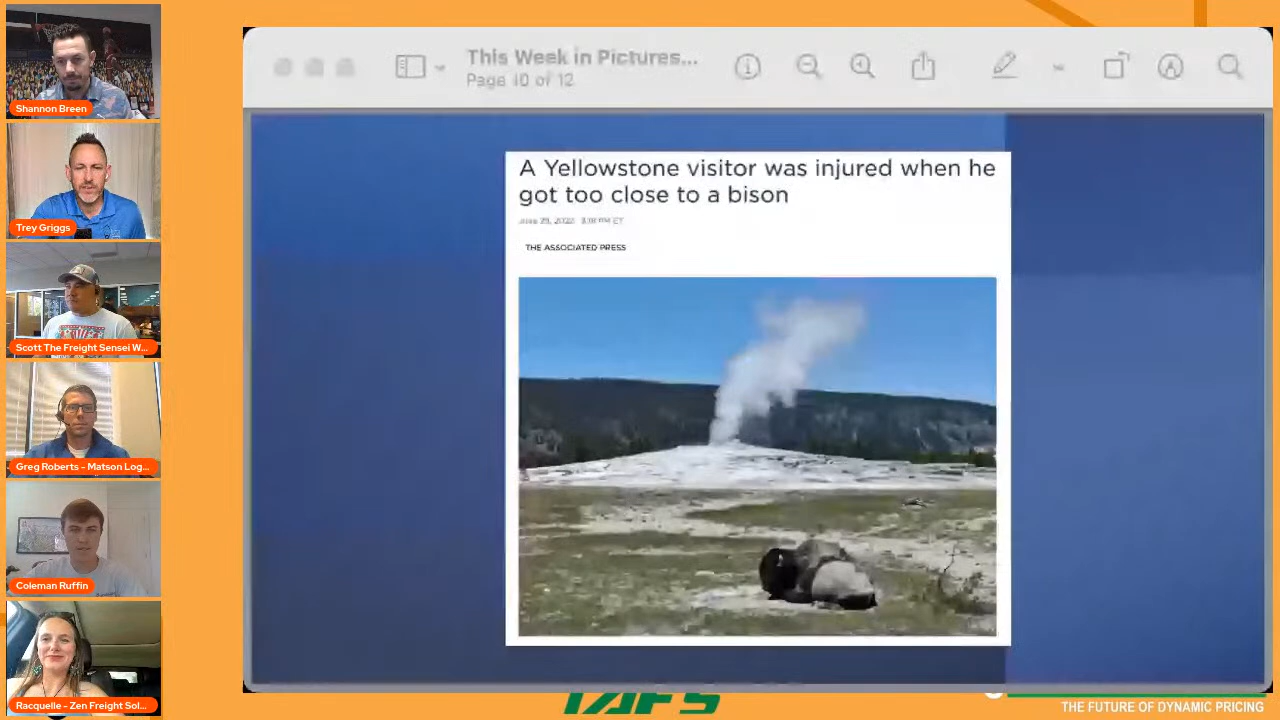 Shannon Breen
Trey Griggs
Scott The Freight Sensei W...
Greg Roberts - Matson Log...
Coleman Ruffin
Racquelle - Zen Freight Sol...
This Week in Pictures...
Page 10 of 12
A Yellowstone visitor was injured when he
got too close to a bison
THE ASSOCIATED PRESS
TAFS
THE FUTURE OF DYNAMIC PRICING